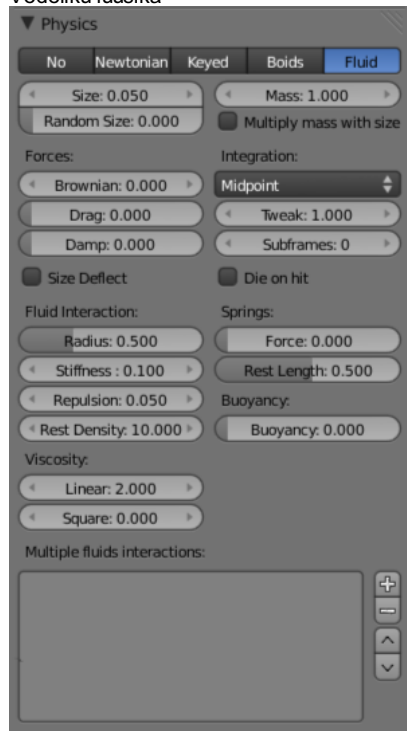 Physics
No Newtonian Keyed Boids Fluid
Size: 0.050 Mass: 1.000
Random Size: 0.000 Multiply mass with size
Forces: Integration:
Brownian: 0.000 Midpoint
Drag: 0.000 Tweak: 1.000
Damp: 0.000 Subframes: 0
Size Deflect Die on hit
Fluid Interaction: Springs:
Radius: 0.500 Force: 0.000
Stiffness : 0.100 Rest Length: 0.500
Repulsion: 0.050 Buoyancy:
Rest Density: 10.000 Buoyancy: 0.000
Viscosity:
Linear: 2.000
Square: 0.000
Multiple fluids interactions: